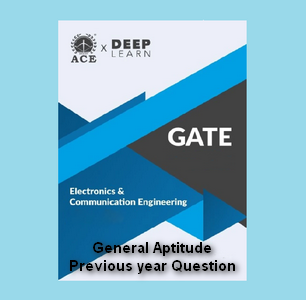 ACE x DEEP
LEARN
GATE
Electronics &
Communication Engineering
General Aptitude
Previous year Question